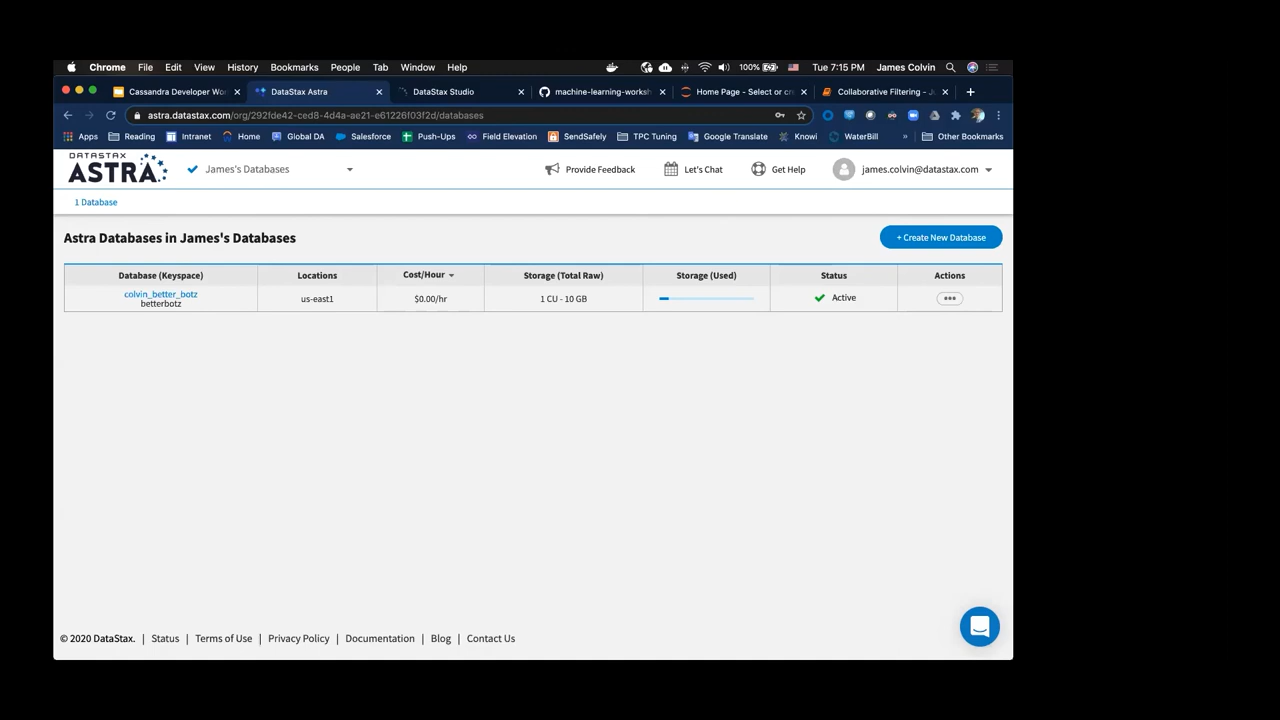 Chrome File Edit View History Bookmarks People Tab Window Help 100% Tue 7:15 PM James Colvin
Cassandra Developer Wor DataStax Astra DataStax Studio machine-learning-worksh Home Page - Select or cre Collaborative Filtering - Ju
astra.datastax.com/org/292fde42-ced8-4d4a-ae21-e61226f03f2d/databases
Apps Reading Intranet Home Global DA Salesforce Push-Ups Field Elevation SendSafely TPC Tuning Google Translate Knowi WaterBill » Other Bookmarks
DATASTAX
ASTRA James's Databases Provide Feedback Let's Chat Get Help james.colvin@datastax.com
1 Database
Astra Databases in James's Databases + Create New Database
Database (Keyspace) Locations Cost/Hour Storage (Total Raw) Storage (Used) Status Actions
colvin_better_botz us-east1 $0.00/hr 1 CU - 10 GB Active
betterbotz
© 2020 DataStax. | Status | Terms of Use | Privacy Policy | Documentation | Blog | Contact Us